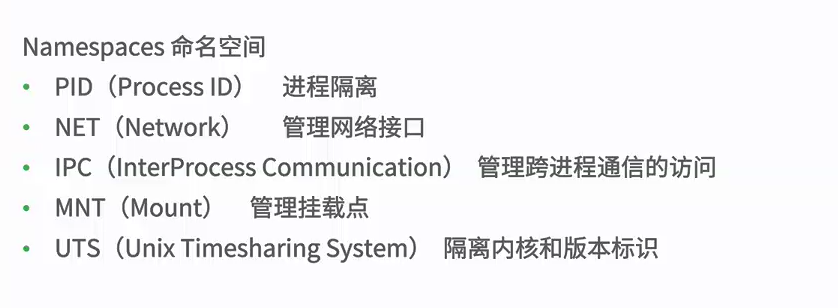 Namespaces 命名空间
• PID（Process ID） 进程隔离
• NET（Network） 管理网络接口
• IPC（InterProcess Communication） 管理跨进程通信的访问
• MNT（Mount） 管理挂载点
• UTS（Unix Timesharing System） 隔离内核和版本标识